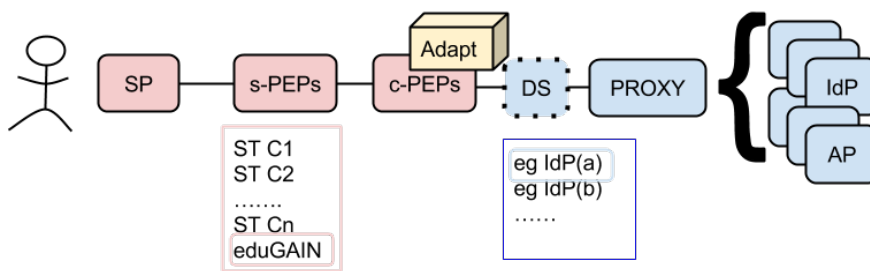 Adapt
SP
s-PEPs
c-PEPs
DS
PROXY
IdP
AP
ST C1
ST C2
.......
ST Cn
eduGAIN
eg IdP(a)
eg IdP(b)
......